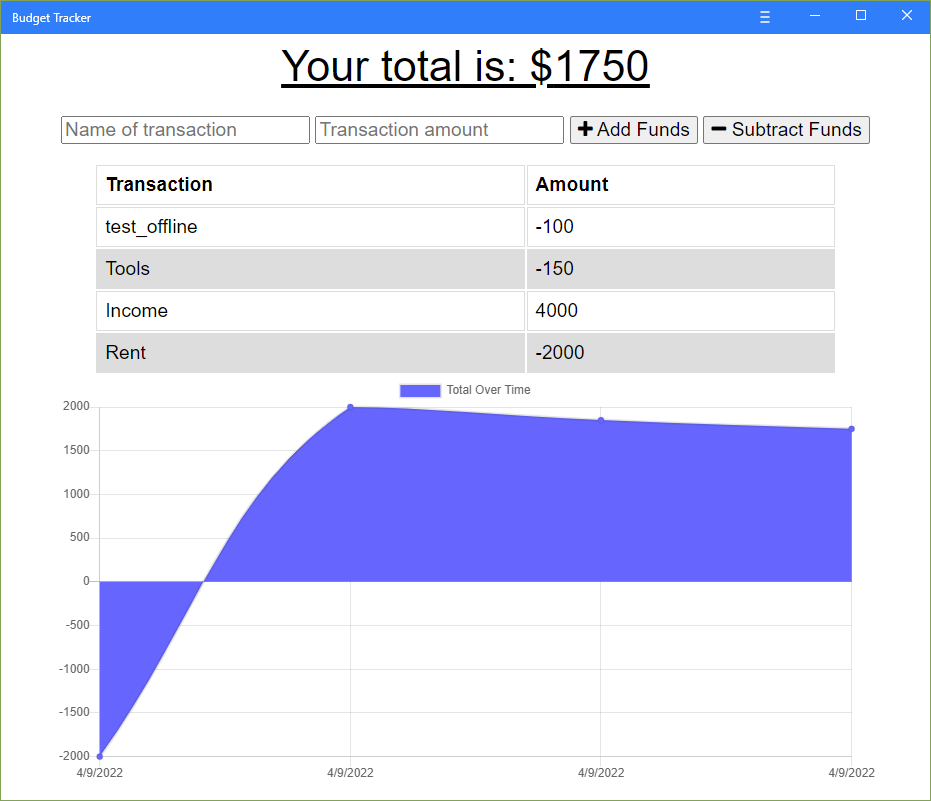 Budget Tracker
Your total is: $1750
Name of transaction Transaction amount Add Funds Subtract Funds
Transaction Amount
test_offline -100
Tools -150
Income 4000
Rent -2000
Total Over Time
2000
1500
1000
500
0
-500
-1000
-1500
-2000
4/9/2022 4/9/2022 4/9/2022 4/9/2022